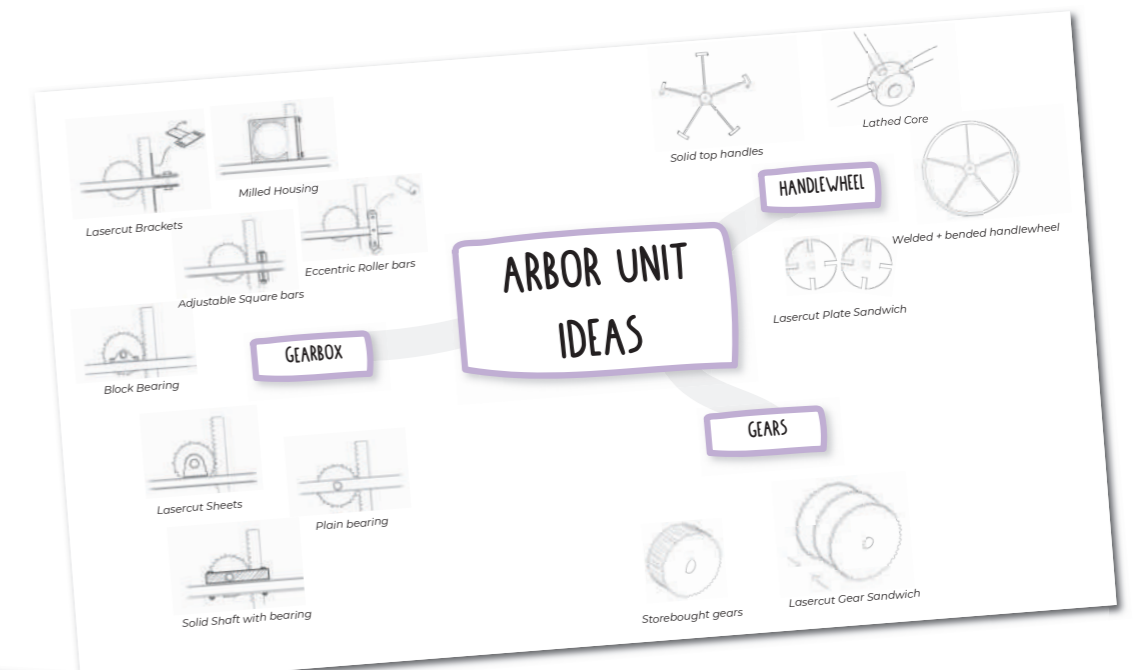 ARBOR UNIT
IDEAS
GEARBOX
Lasercut Brackets
Milled Housing
Eccentric Roller bars
Adjustable Square bars
Block Bearing
Lasercut Sheets
Plain bearing
Solid Shaft with bearing
HANDLEWHEEL
Solid top handles
Lathed Core
Welded + bended handlewheel
Lasercut Plate Sandwich
GEARS
Storebought gears
Lasercut Gear Sandwich